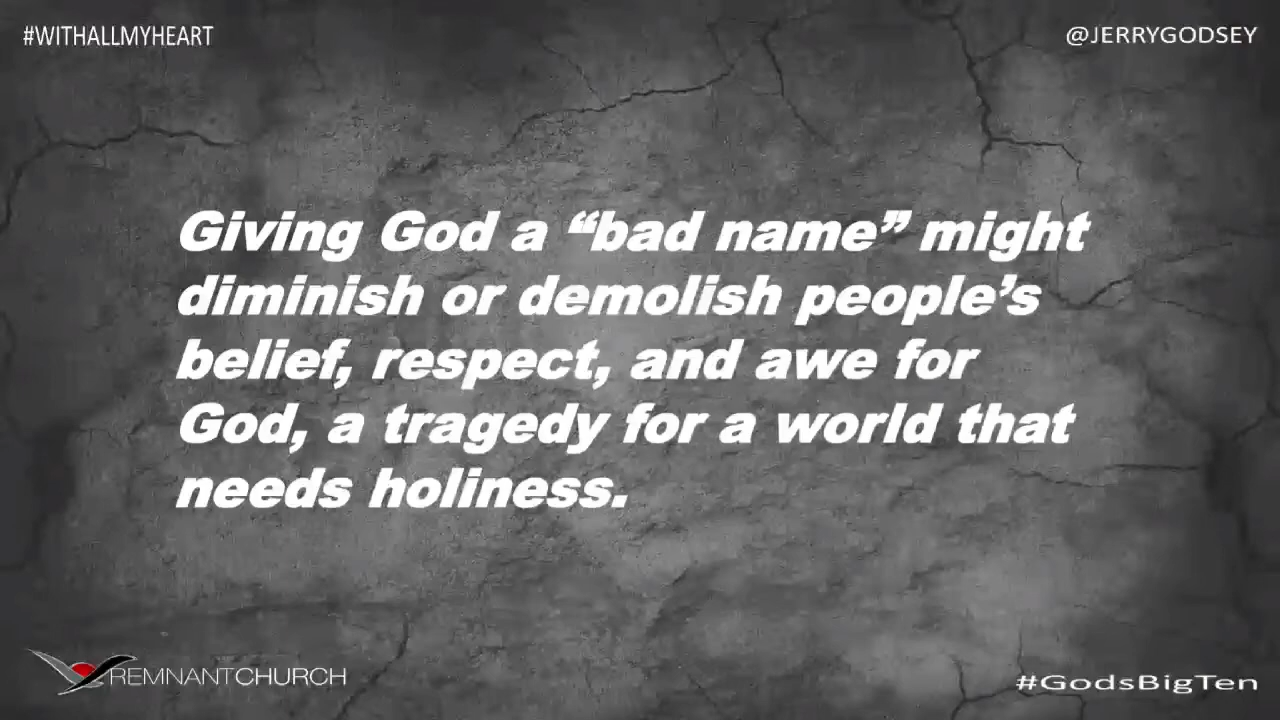 #WITHALLMYHEART
@JERRYGODSEY
Giving God a “bad name” might
diminish or demolish people’s
belief, respect, and awe for
God, a tragedy for a world that
needs holiness.
REMNANTCHURCH
#GodsBigTen